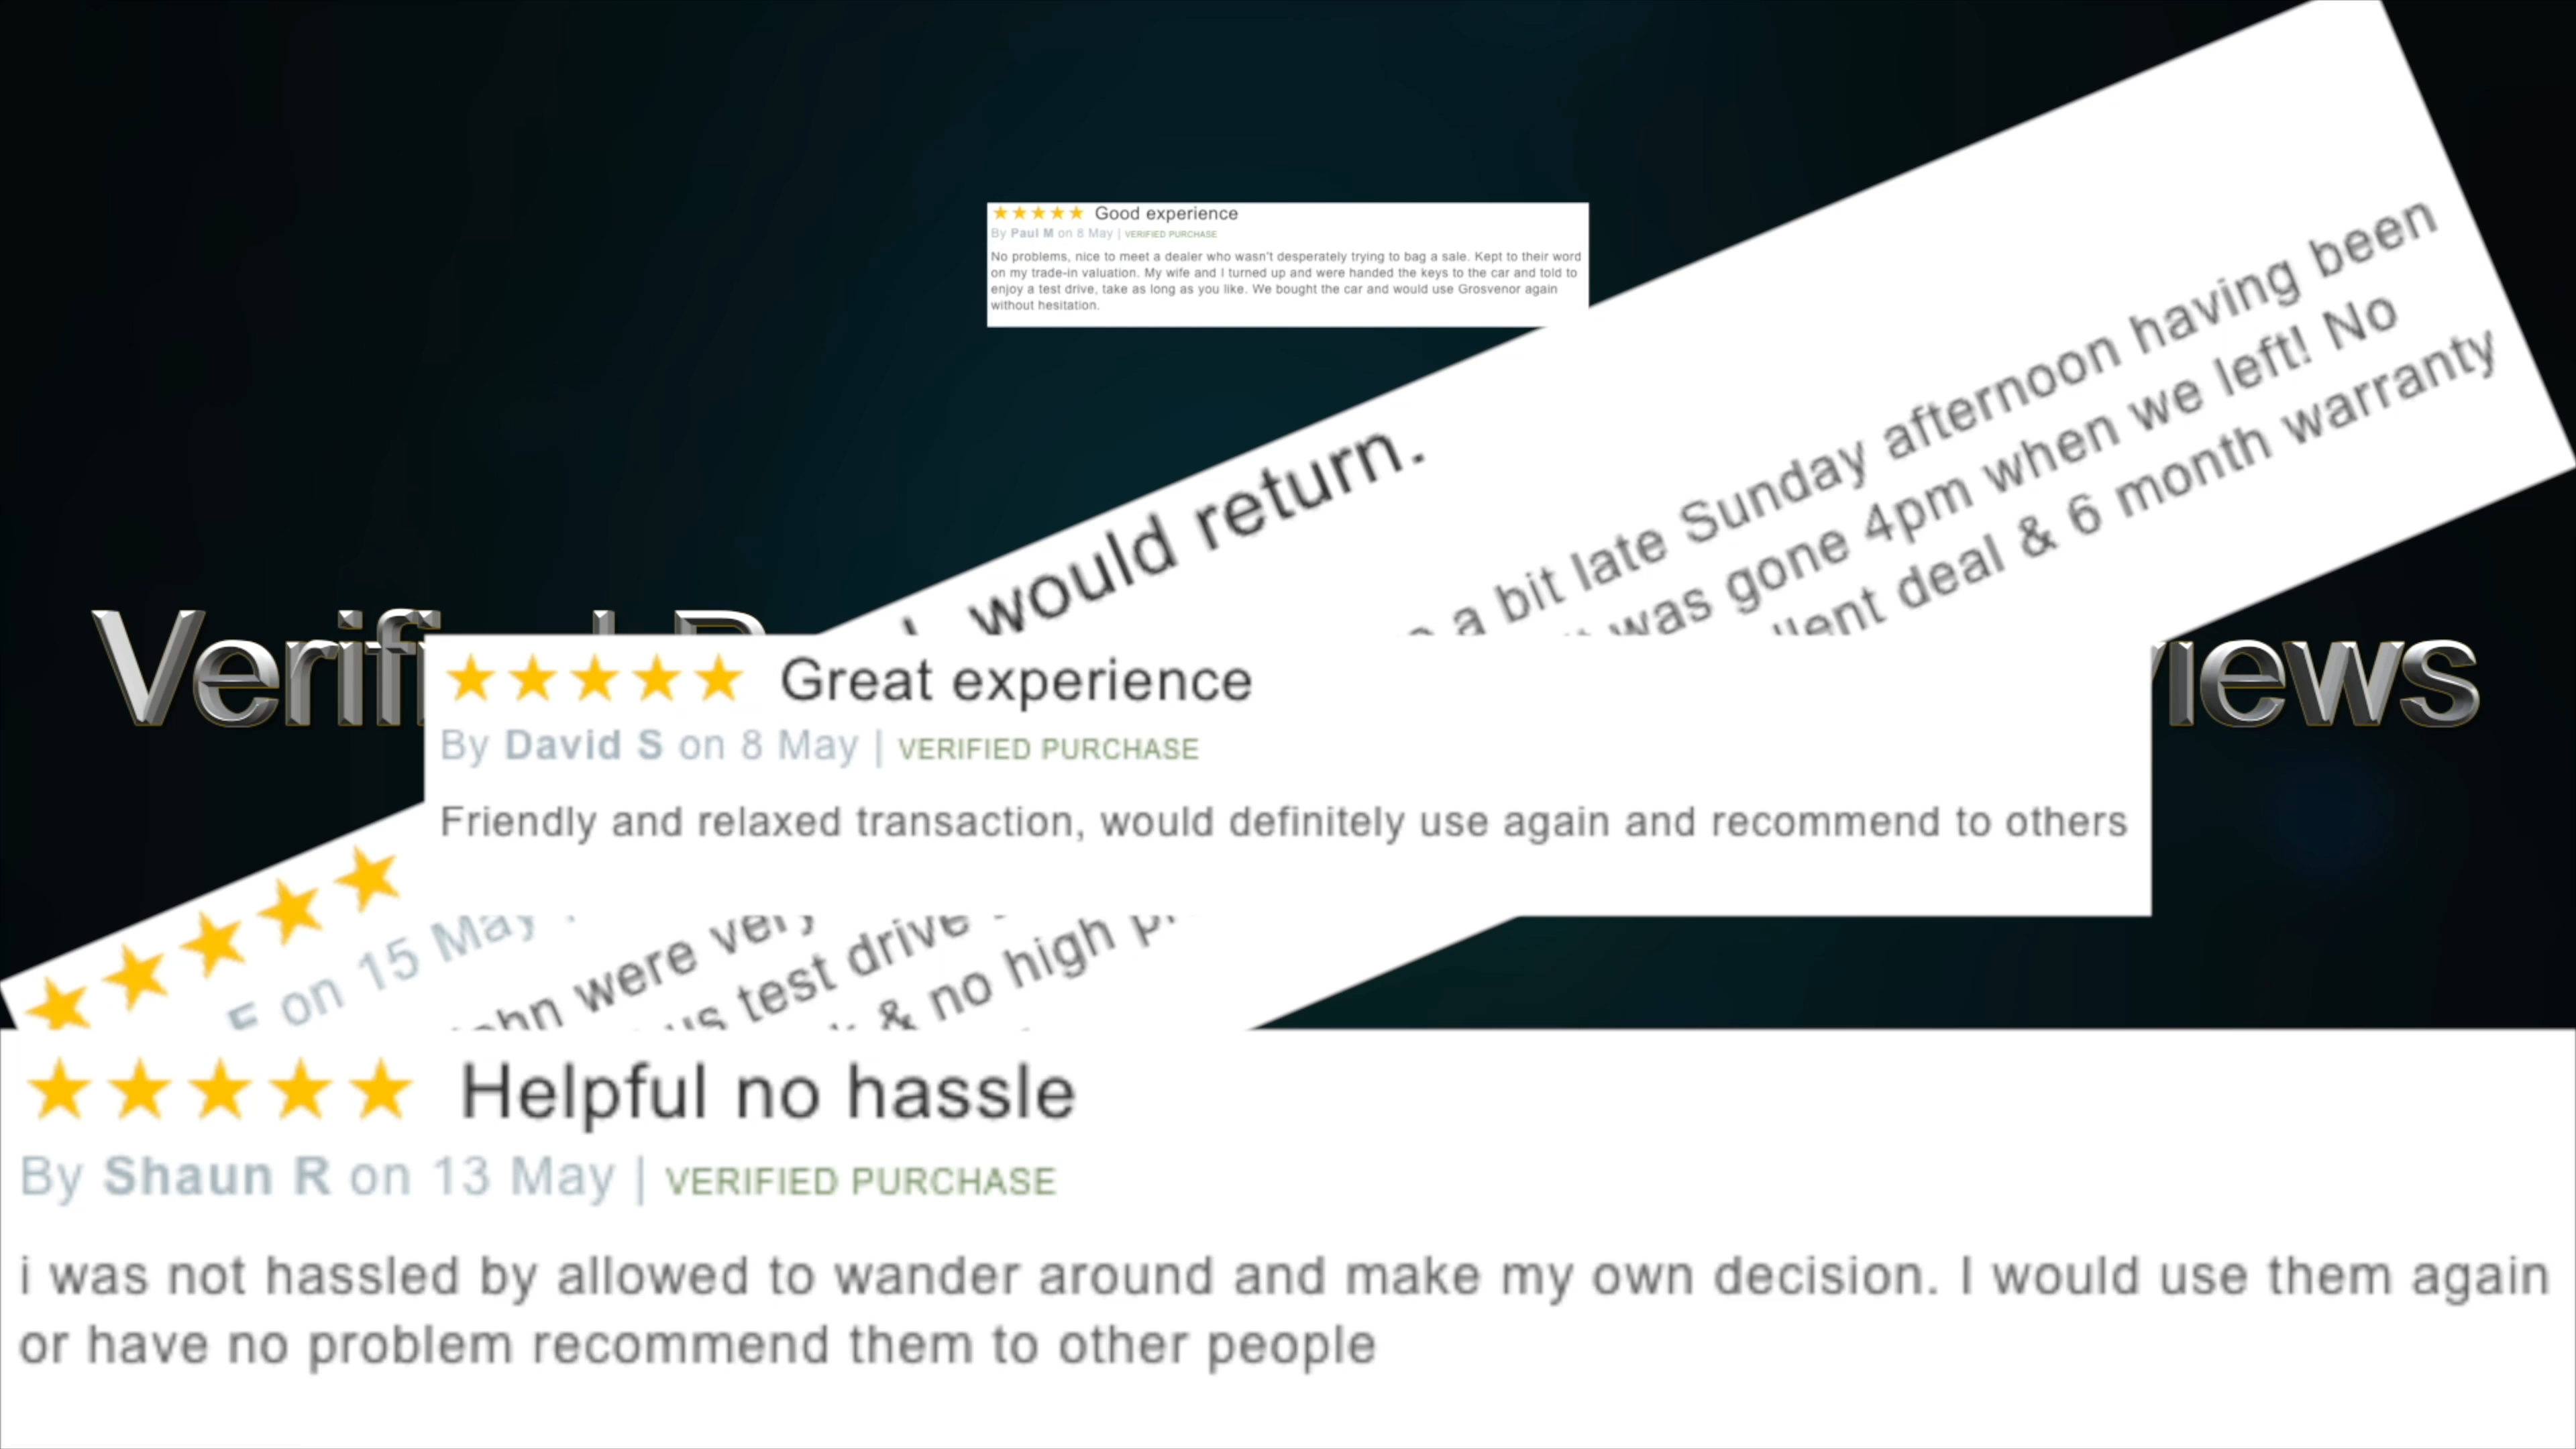 Good experience
By Paul M on 8 May | VERIFIED PURCHASE
No problems, nice to meet a dealer who wasn't desperately trying to bag a sale. Kept to their word
on my trade-in valuation. My wife and I turned up and were handed the keys to the car and told to
enjoy a test drive, take as long as you like. We bought the car and would use Grosvenor again
without hesitation.
would return.
a bit late Sunday afternoon having been
was gone 4pm when we left! No
deal & 6 month warranty
Great experience
By David S on 8 May | VERIFIED PURCHASE
Friendly and relaxed transaction, would definitely use again and recommend to others
on 15 May
were very
test drive
& no high
Helpful no hassle
By Shaun R on 13 May | VERIFIED PURCHASE
i was not hassled by allowed to wander around and make my own decision. I would use them again
or have no problem recommend them to other people